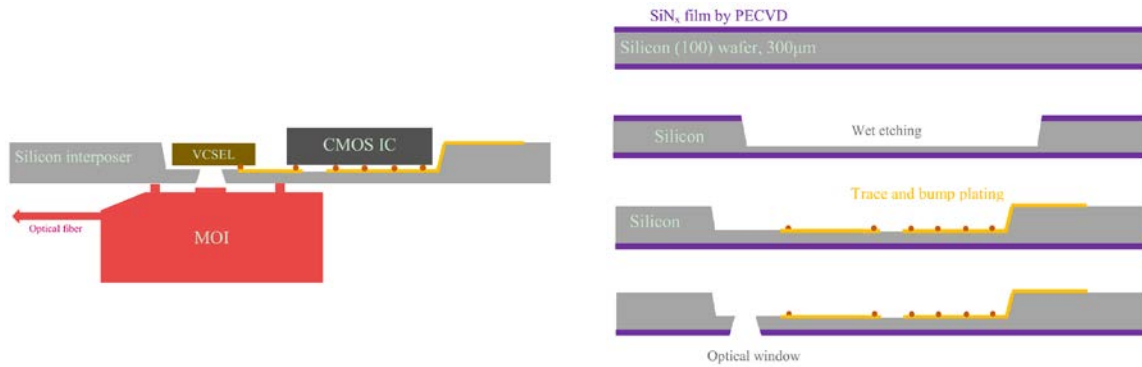 Silicon interposer
VCSEL
CMOS IC
Optical fiber
MOI
SiNₓ film by PECVD
Silicon (100) wafer, 300μm
Silicon
Wet etching
Trace and bump plating
Silicon
Optical window